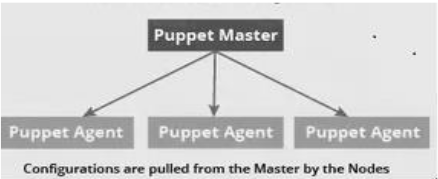 Puppet Master
Puppet Agent
Puppet Agent
Puppet Agent
Configurations are pulled from the Master by the Nodes